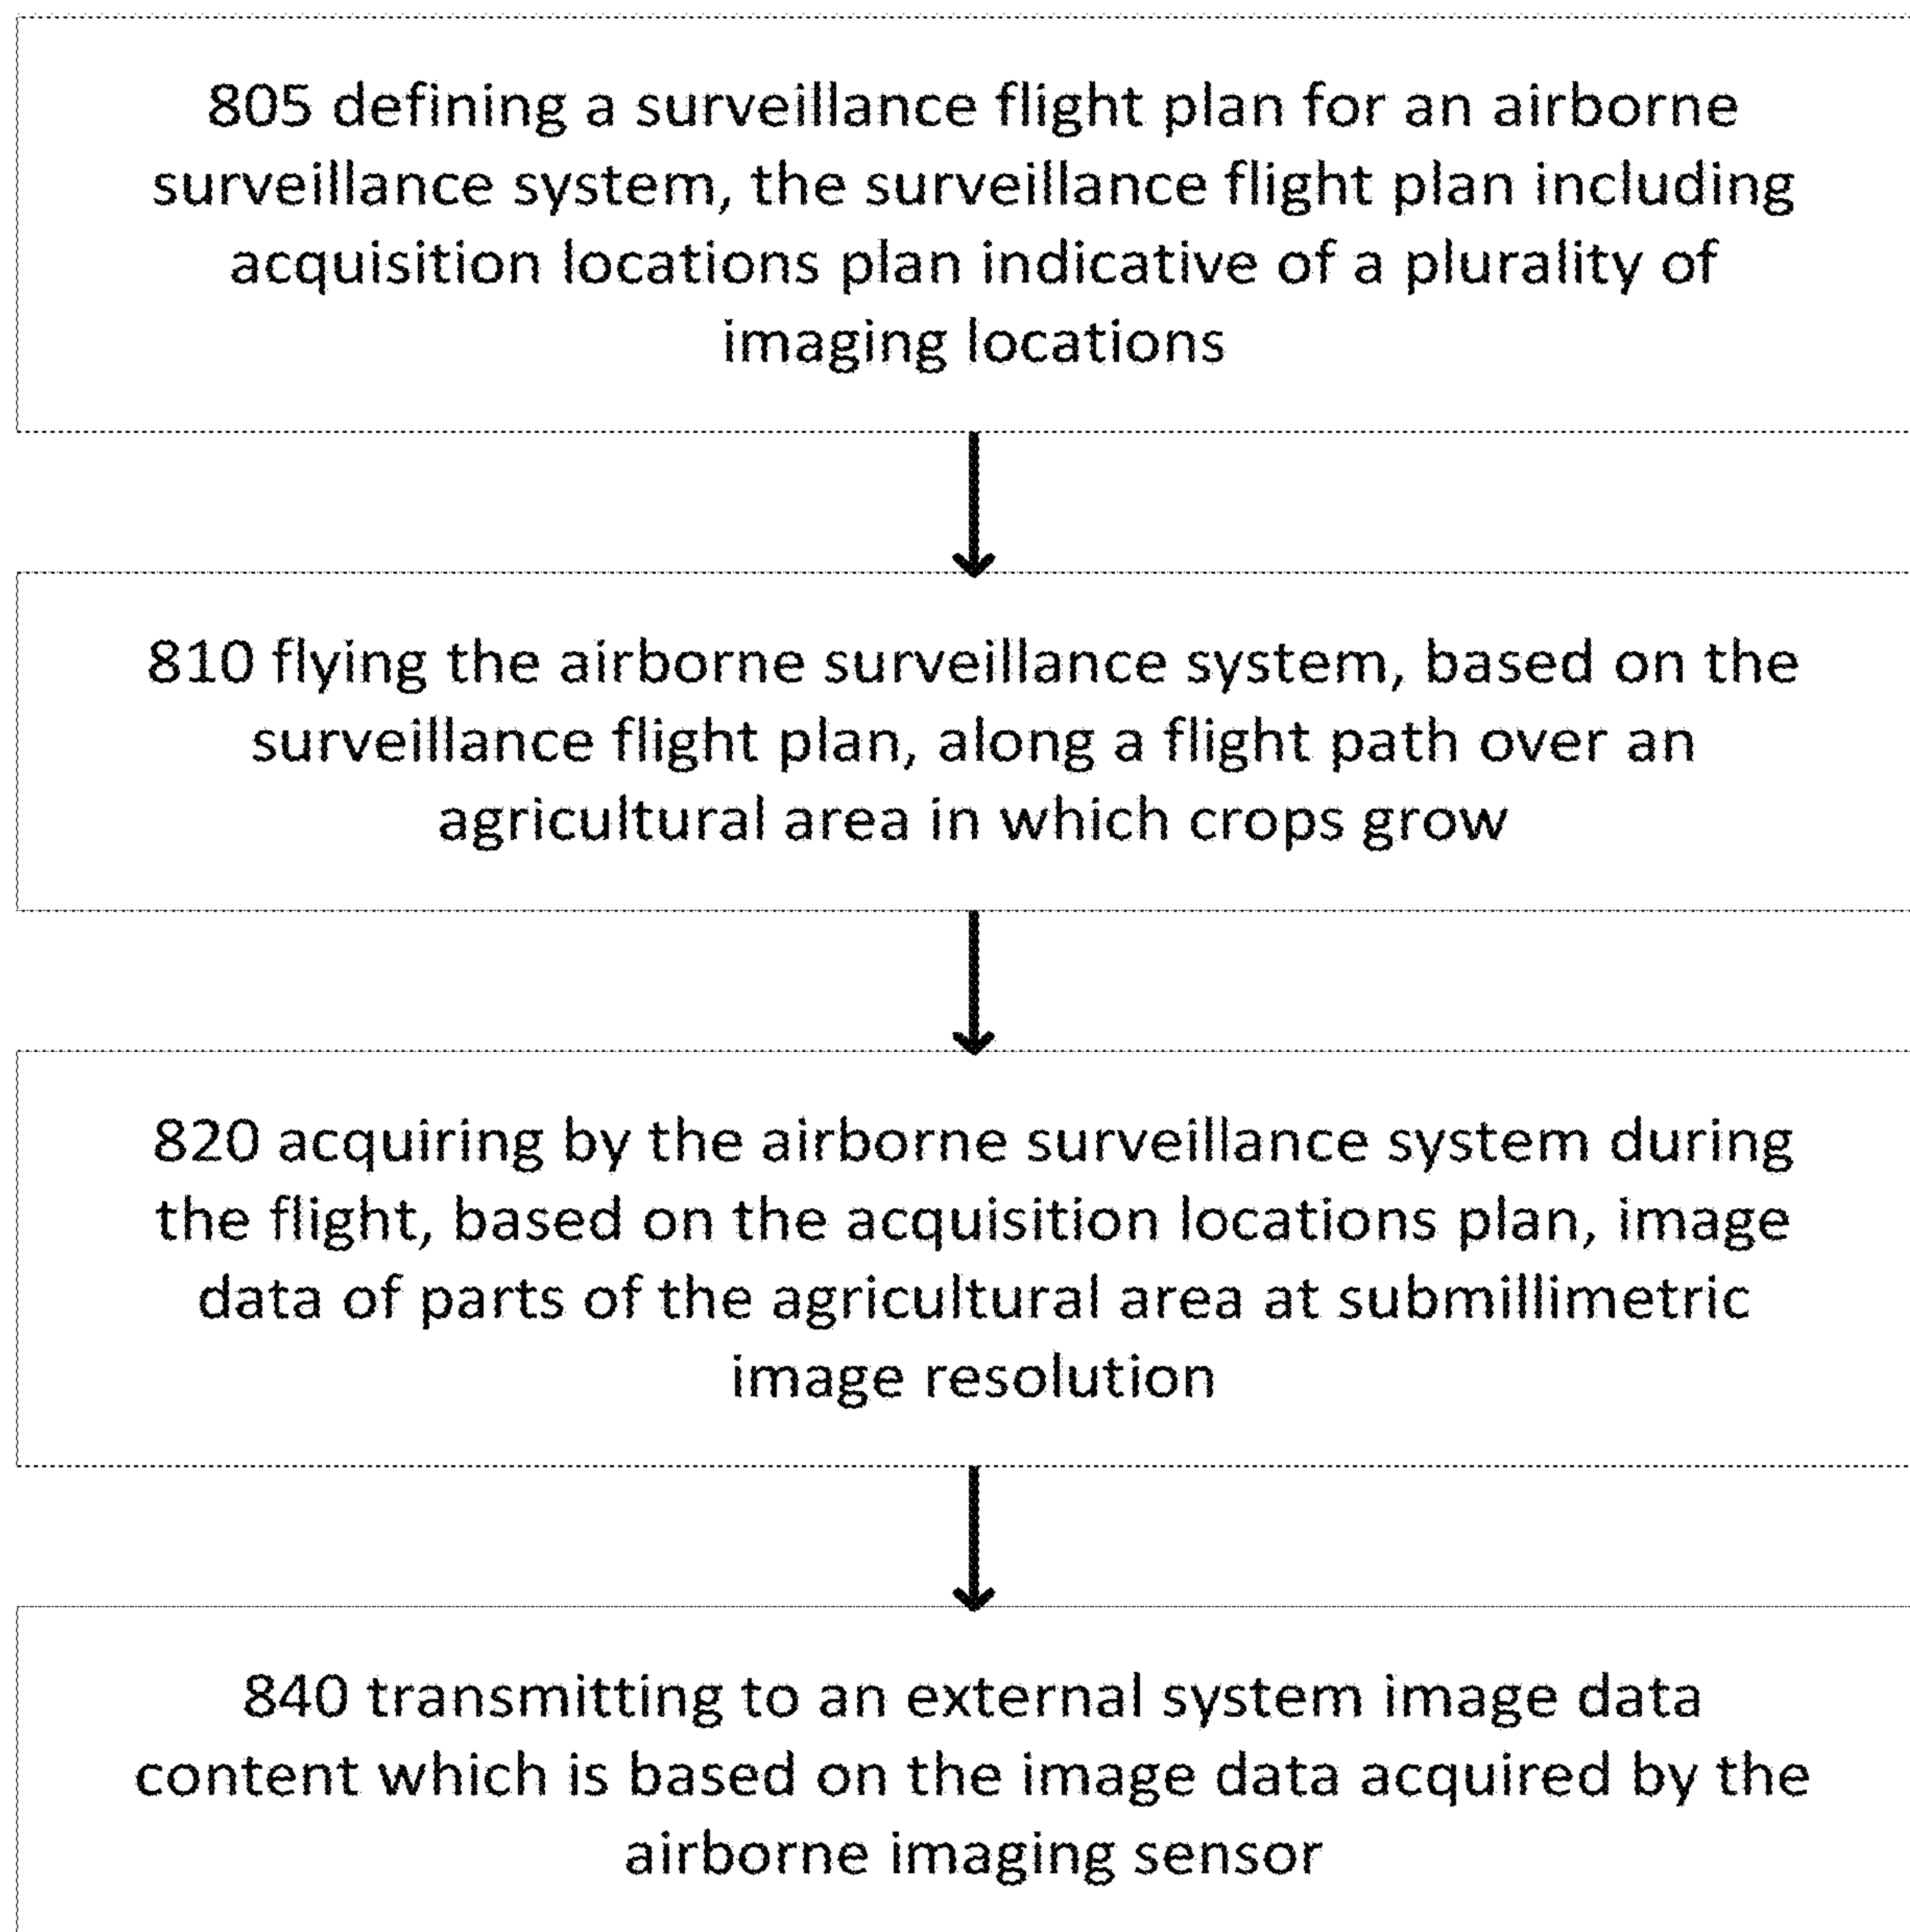 805 defining a surveillance flight plan for an airborne
surveillance system, the surveillance flight plan including
acquisition locations plan indicative of a plurality of
imaging locations
810 flying the airborne surveillance system, based on the
surveillance flight plan, along a flight path over an
agricultural area in which crops grow
820 acquiring by the airborne surveillance system during
the flight, based on the acquisition locations plan, image
data of parts of the agricultural area at submillimetric
image resolution
840 transmitting to an external system image data
content which is based on the image data acquired by the
airborne imaging sensor